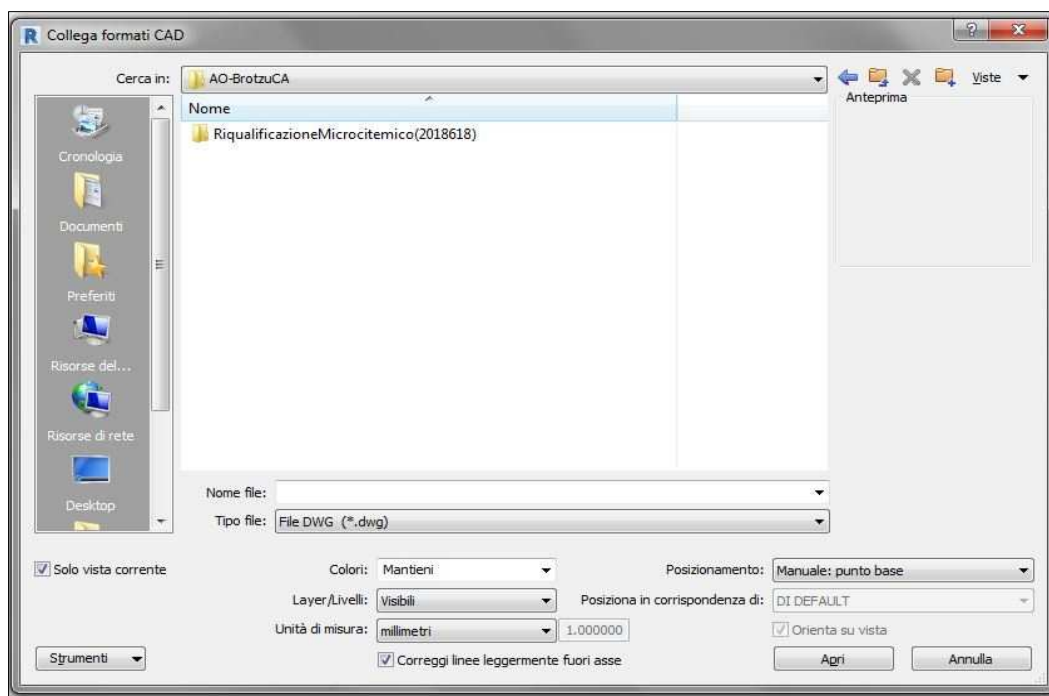 Collega formati CAD
Cerca in: AO-BrotzuCA
Viste
Anteprima
Nome
RiqualificazioneMicrocitemico(2018618)
Cronologia
Documenti
Preferiti
Risorse del...
Risorse di rete
Desktop
Nome file:
Tipo file: File DWG (*.dwg)
Solo vista corrente
Colori: Mantieni
Posizionamento: Manuale: punto base
Layer/Livelli: Visibili
Posiziona in corrispondenza di: DI DEFAULT
Unità di misura: millimetri 1.000000
Orienta su vista
Strumenti
Correggi linee leggermente fuori asse
Apri
Annulla